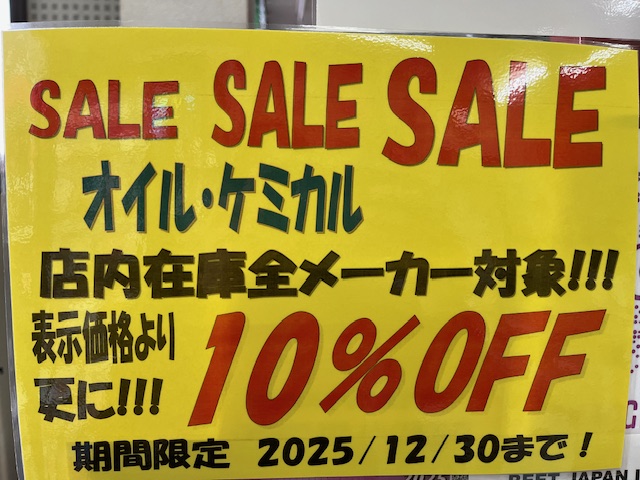 SALE SALE SALE
オイル・ケミカル
店内在庫全メーカー対象!!!
表示価格より
更に!!!
10%OFF
期間限定 2025/12/30まで!
JAPAN